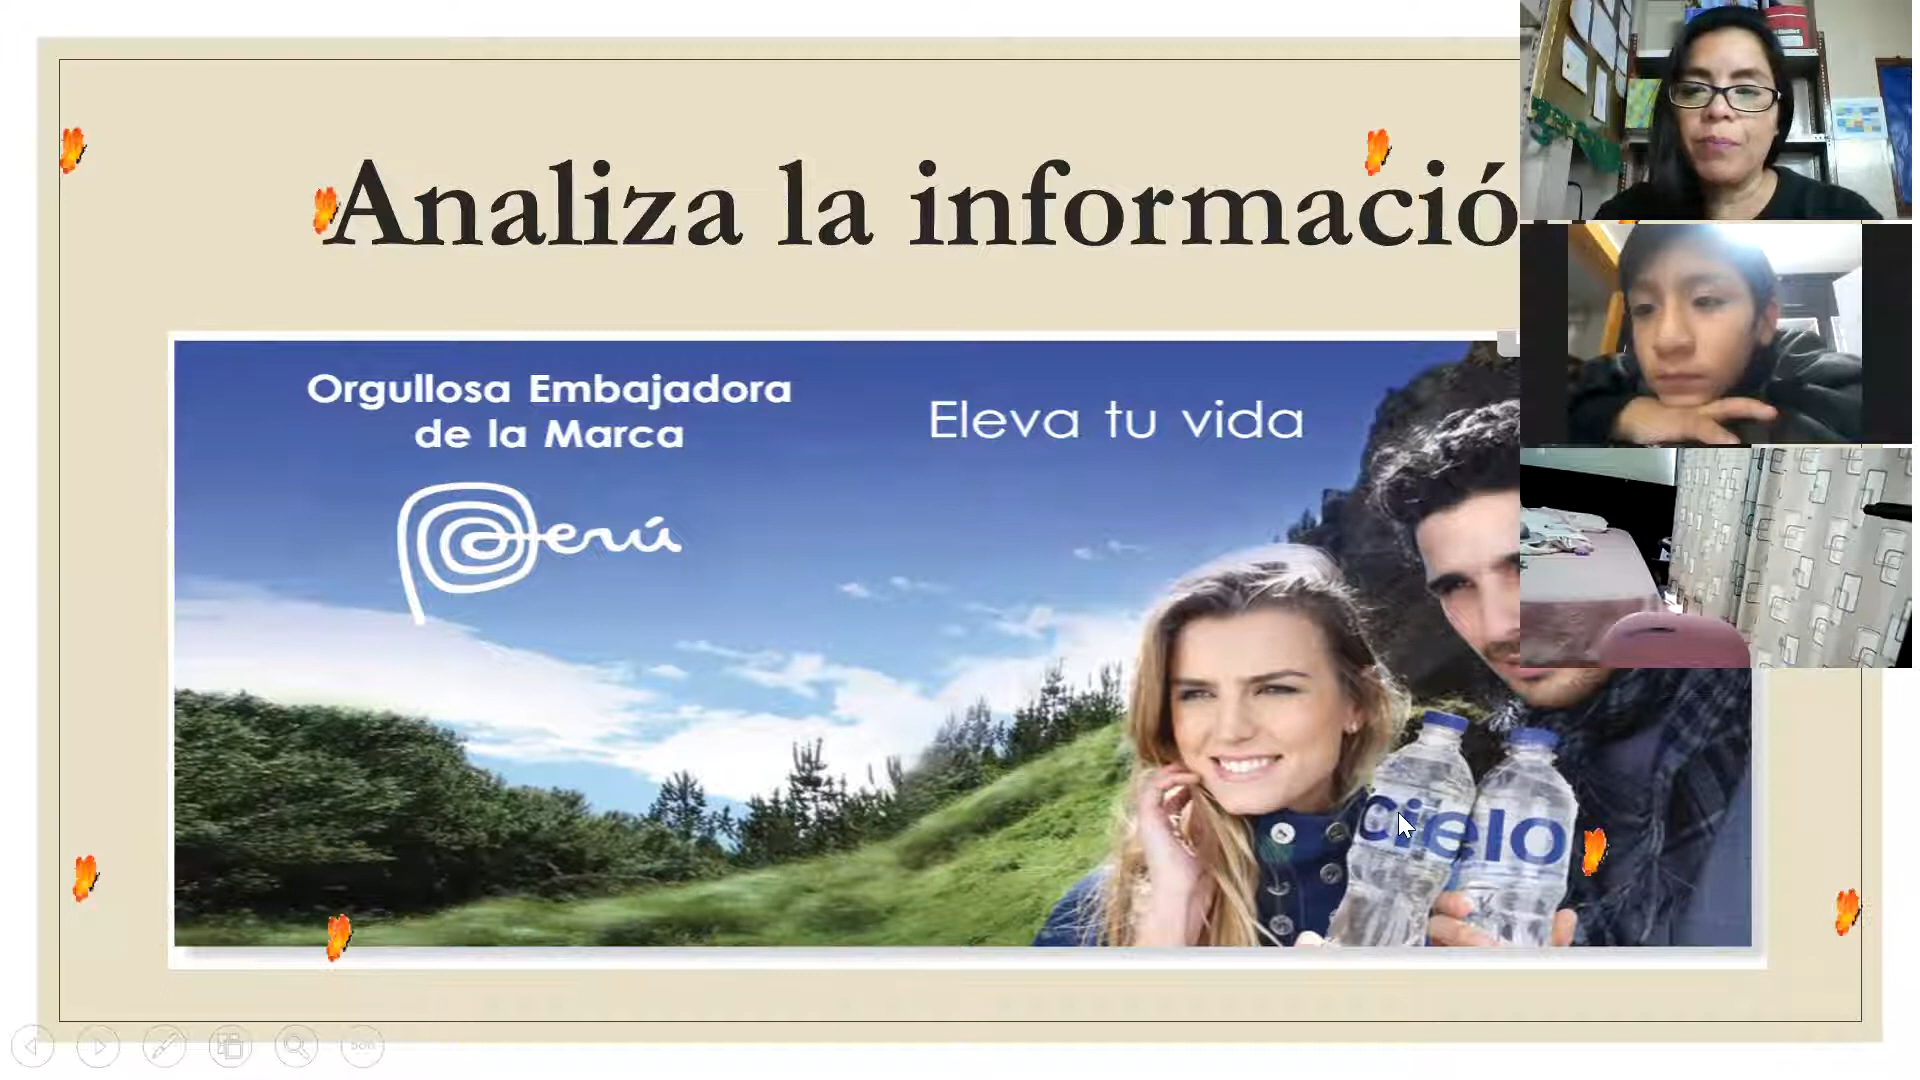 Analiza la informació
Orgullosa Embajadora
de la Marca
Perú
Eleva tu vida
cielo